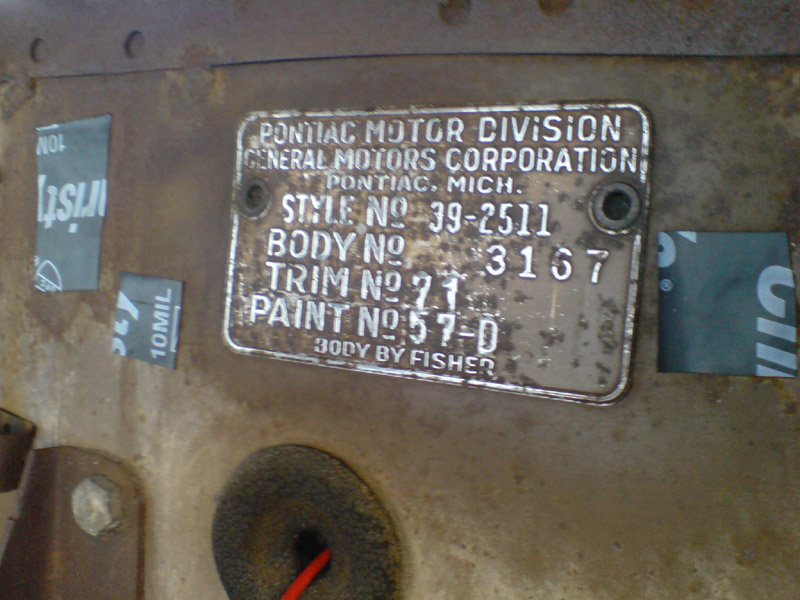 PONTIAC MOTOR DIVISION
GENERAL MOTORS CORPORATION
PONTIAC, MICH.
STYLE NO 39-2511
BODY NO 3167
TRIM NO 71
PAINT NO 57-D
BODY BY FISHER
10MIL